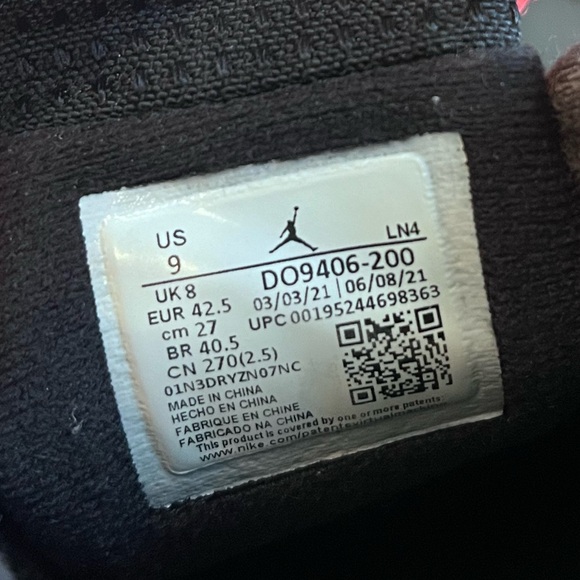 US
9
LN4
UK 8
DO9406-200
EUR 42.5
03/03/21 | 06/08/21
cm 27
UPC 00195244698363
BR 40.5
CN 270(2.5)
01N3DRYZN07NC
MADE IN CHINA
HECHO EN CHINA
FABRIQUE EN CHINE
FABRICADO NA CHINA
This product is covered by one or more patents
www.nike.com/patentsvirtualmarking